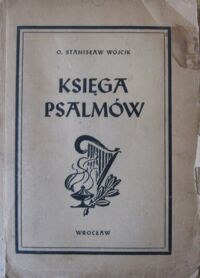 O. STANISŁAW WÓJCIK
KSIĘGA
PSALMÓW
WROCŁAW